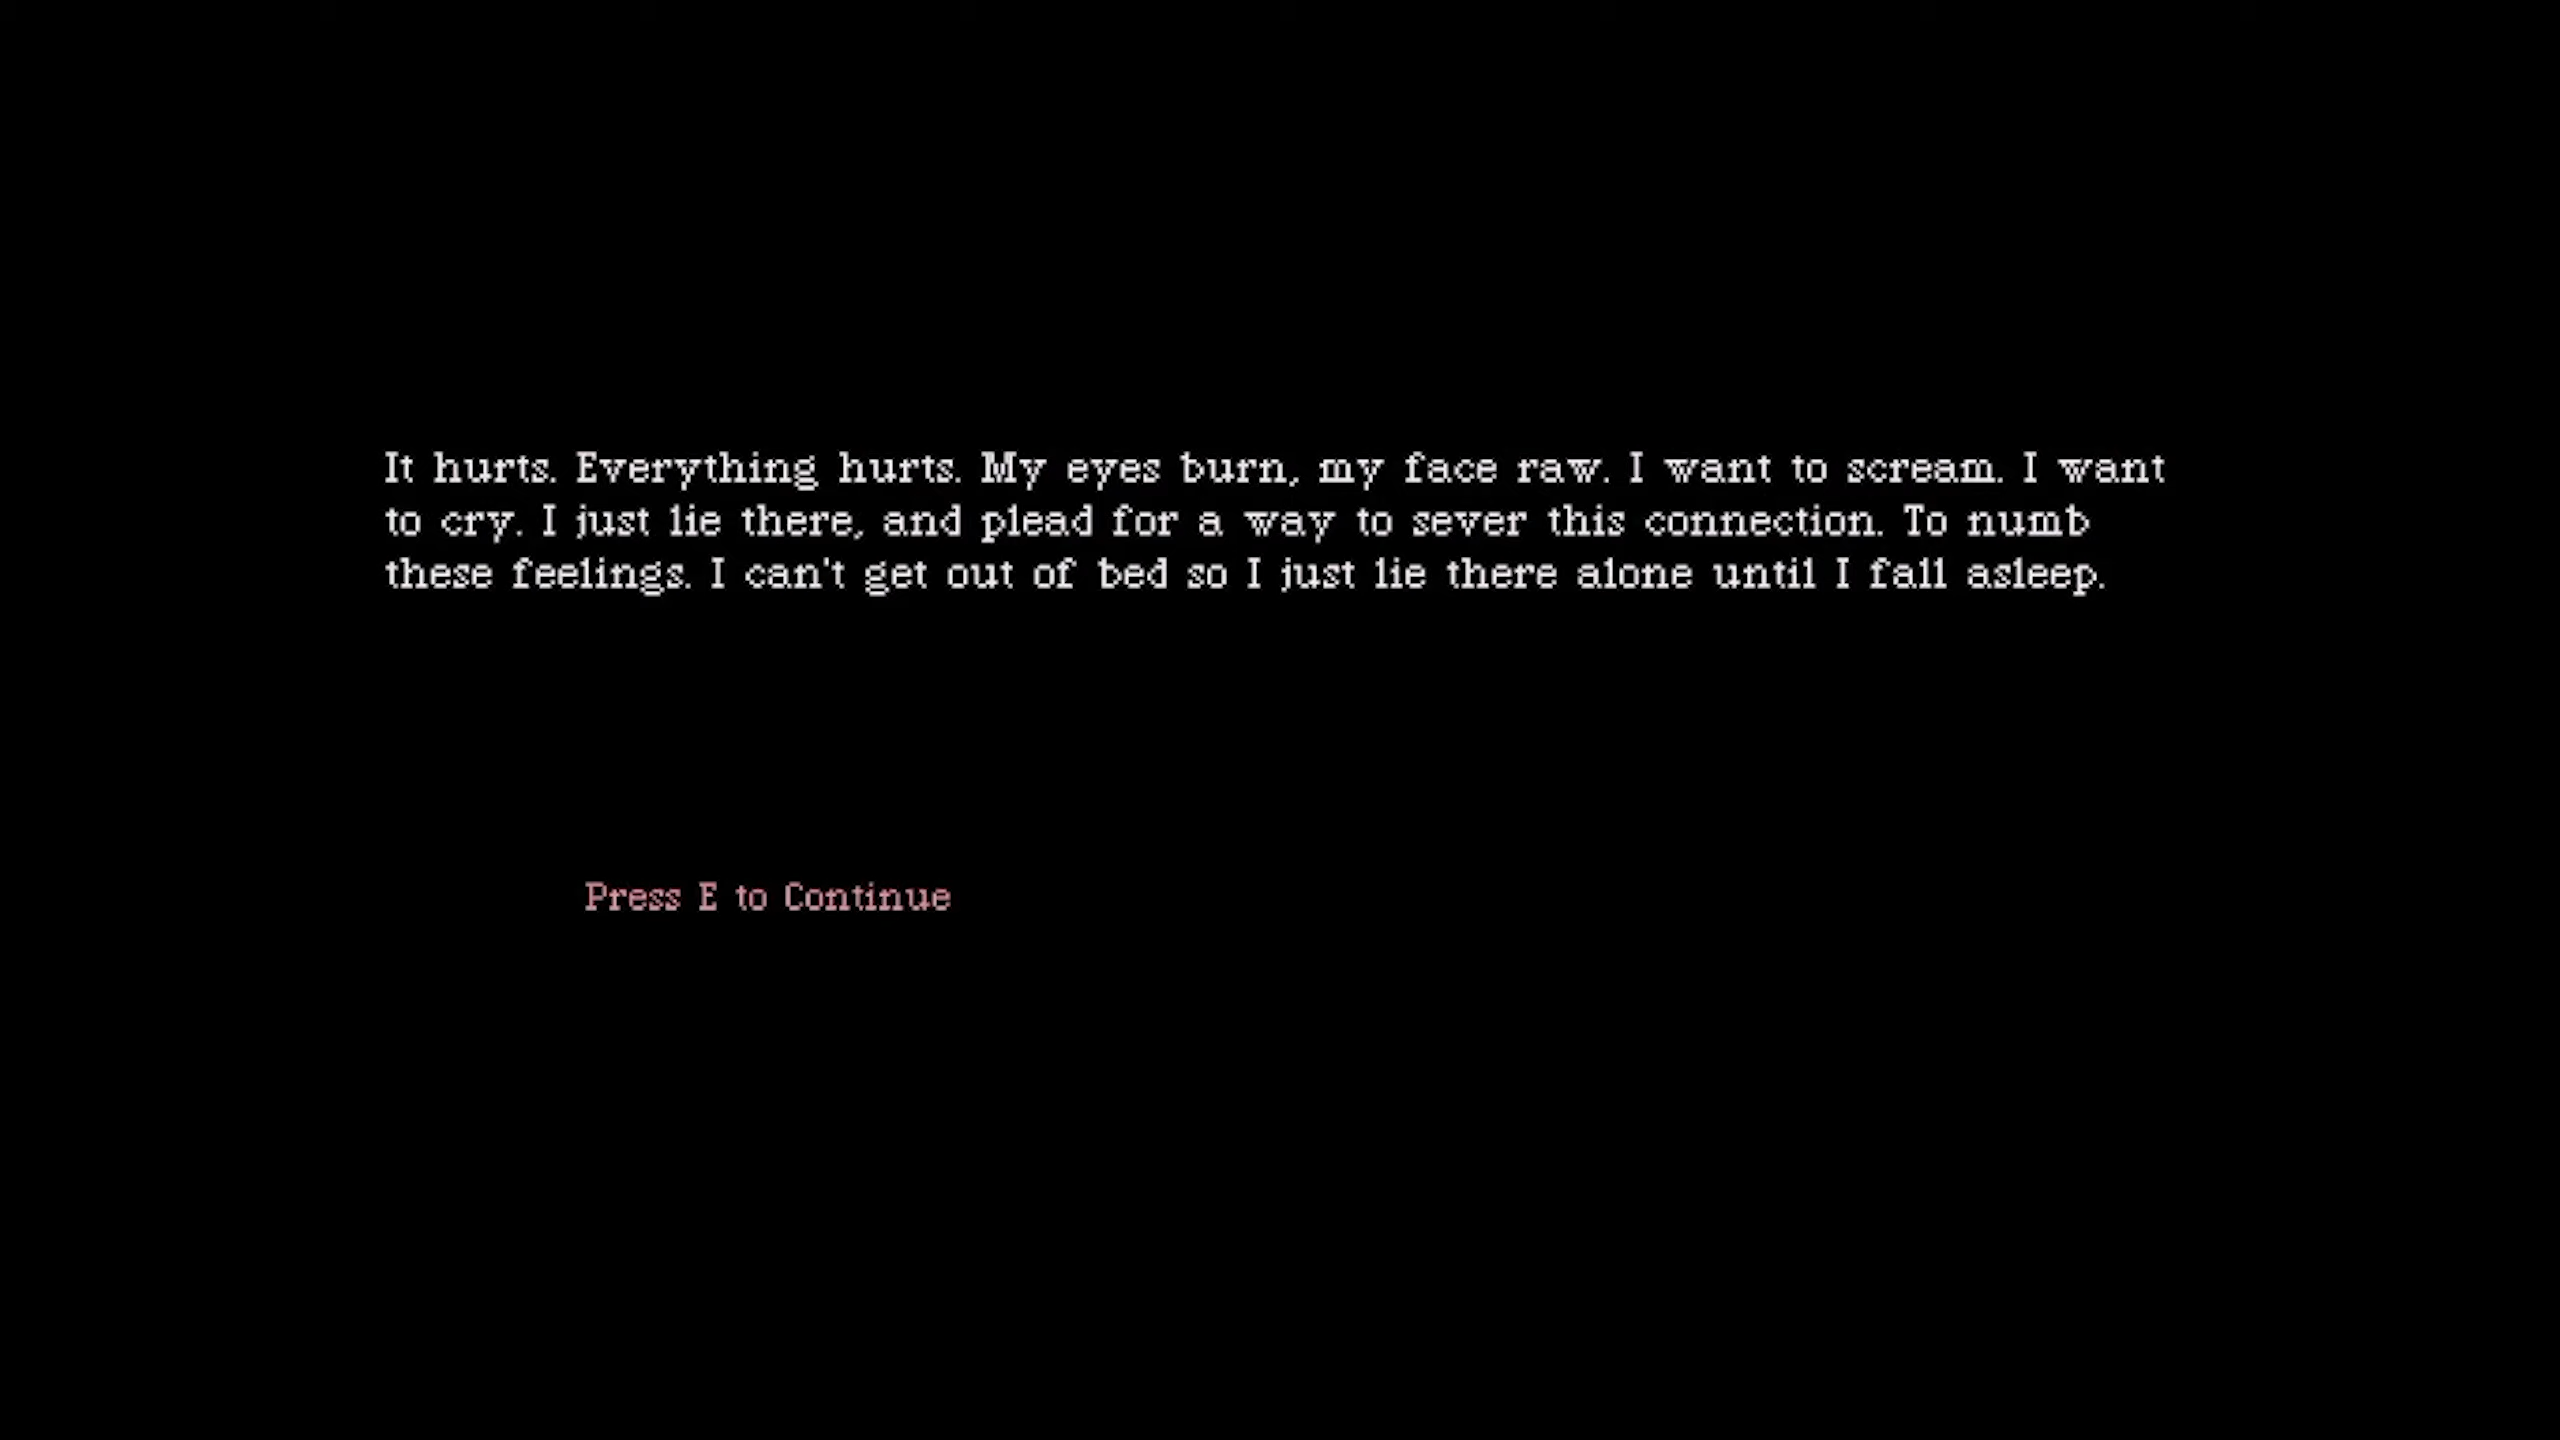 It hurts. Everything hurts. My eyes burn, my face raw. I want to scream. I want
to cry. I just lie there, and plead for a way to sever this connection. To numb
these feelings. I can't get out of bed so I just lie there alone until I fall asleep.
Press E to Continue